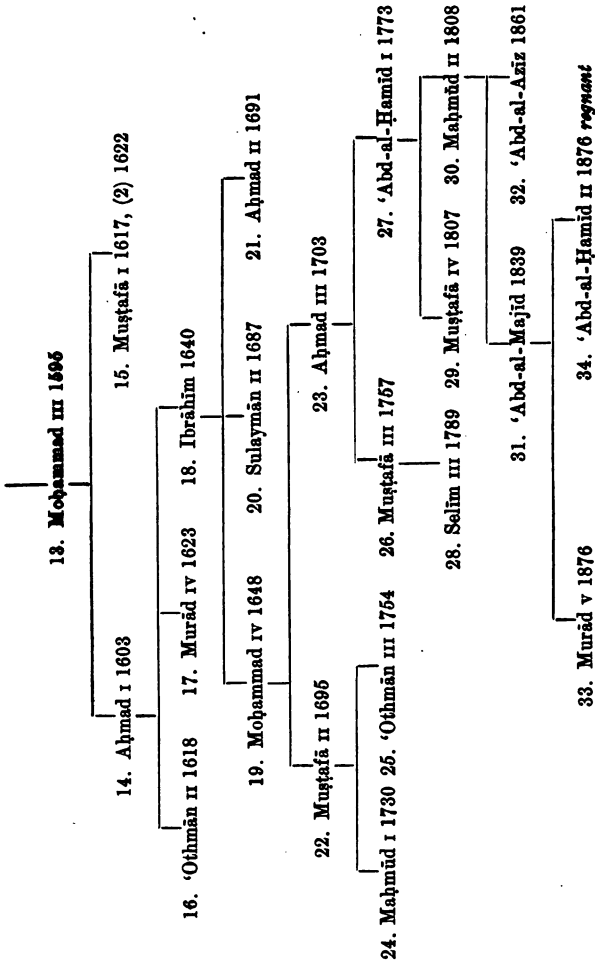 13. Moḥammad III 1595
14. Aḥmad I 1603
15. Muṣṭafā I 1617, (2) 1622
16. ‘Othmān II 1618
17. Murād IV 1623
18. Ibrāhīm 1640
19. Moḥammad IV 1648
20. Sulaymān II 1687
21. Aḥmad II 1691
22. Muṣṭafā II 1695
23. Aḥmad III 1703
24. Maḥmūd I 1730
25. ‘Othmān III 1754
26. Muṣṭafā III 1757
27. ‘Abd-al-Ḥamīd I 1773
28. Selīm III 1789
29. Muṣṭafā IV 1807
30. Maḥmūd II 1808
31. ‘Abd-al-Majīd 1839
32. ‘Abd-al-Azīz 1861
33. Murād V 1876
34. ‘Abd-al-Ḥamīd II 1876 regnant